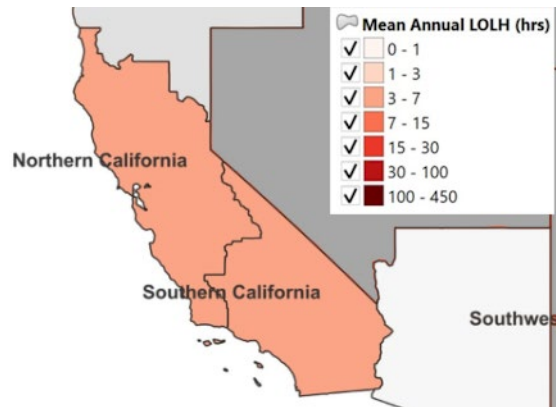 Mean Annual LOLH (hrs)
0 - 1
1 - 3
3 - 7
7 - 15
15 - 30
30 - 100
100 - 450
Northern California
Southern California
Southwes